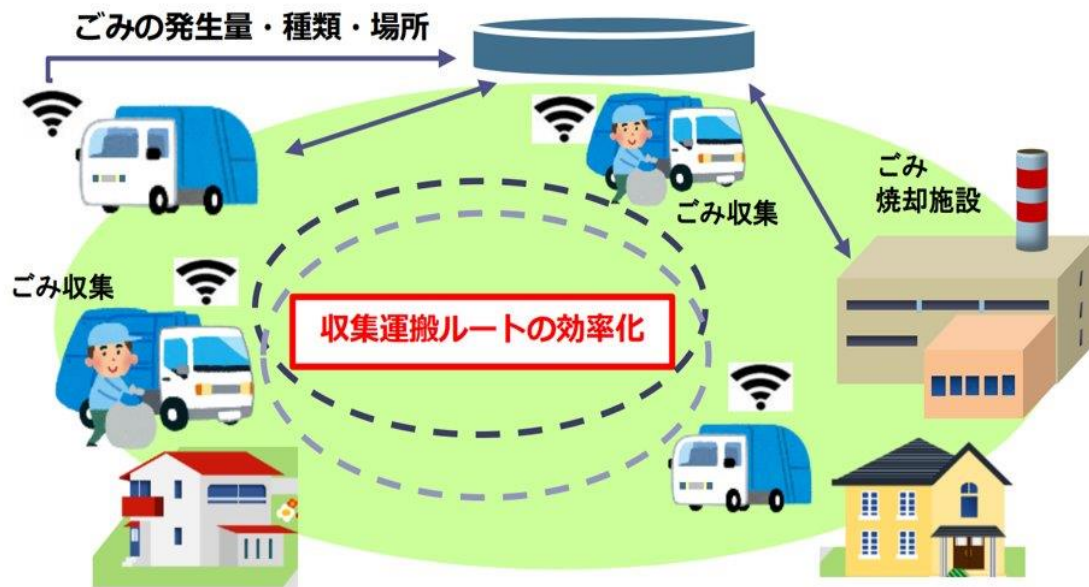 ごみの発生量・種類・場所
ごみ
焼却施設
ごみ収集
ごみ収集
収集運搬ルートの効率化